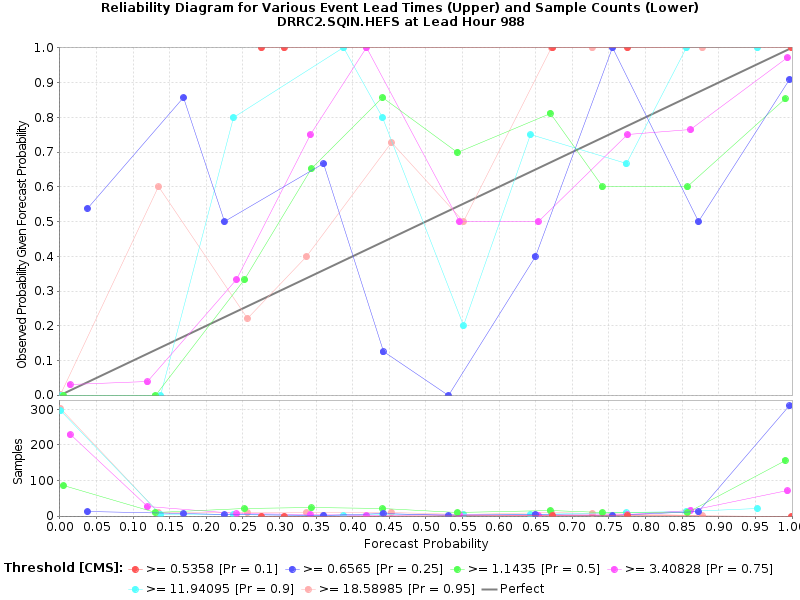 Reliability Diagram for Various Event Lead Times (Upper) and Sample Counts (Lower)
DRRC2.SQIN.HEFS at Lead Hour 988
Observed Probability Given Forecast Probability
1.0
0.9
0.8
0.7
0.6
0.5
0.4
0.3
0.2
0.1
0.0
Samples
300
200
100
0
0.00 0.05 0.10 0.15 0.20 0.25 0.30 0.35 0.40 0.45 0.50 0.55 0.60 0.65 0.70 0.75 0.80 0.85 0.90 0.95 1.0
Forecast Probability
Threshold [CMS]: >= 0.5358 [Pr = 0.1] >= 0.6565 [Pr = 0.25] >= 1.1435 [Pr = 0.5] >= 3.40828 [Pr = 0.75]
>= 11.94095 [Pr = 0.9] >= 18.58985 [Pr = 0.95] Perfect